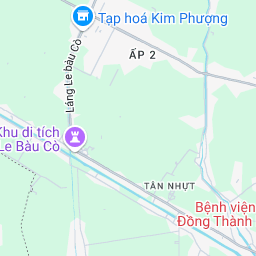 Tạp hoá Kim Phượng
ẤP 2
Láng Le bàu Cò
Khu di tích
Le Bàu Cò
TÂN NHỰT
Bệnh viện
Đồng Thành